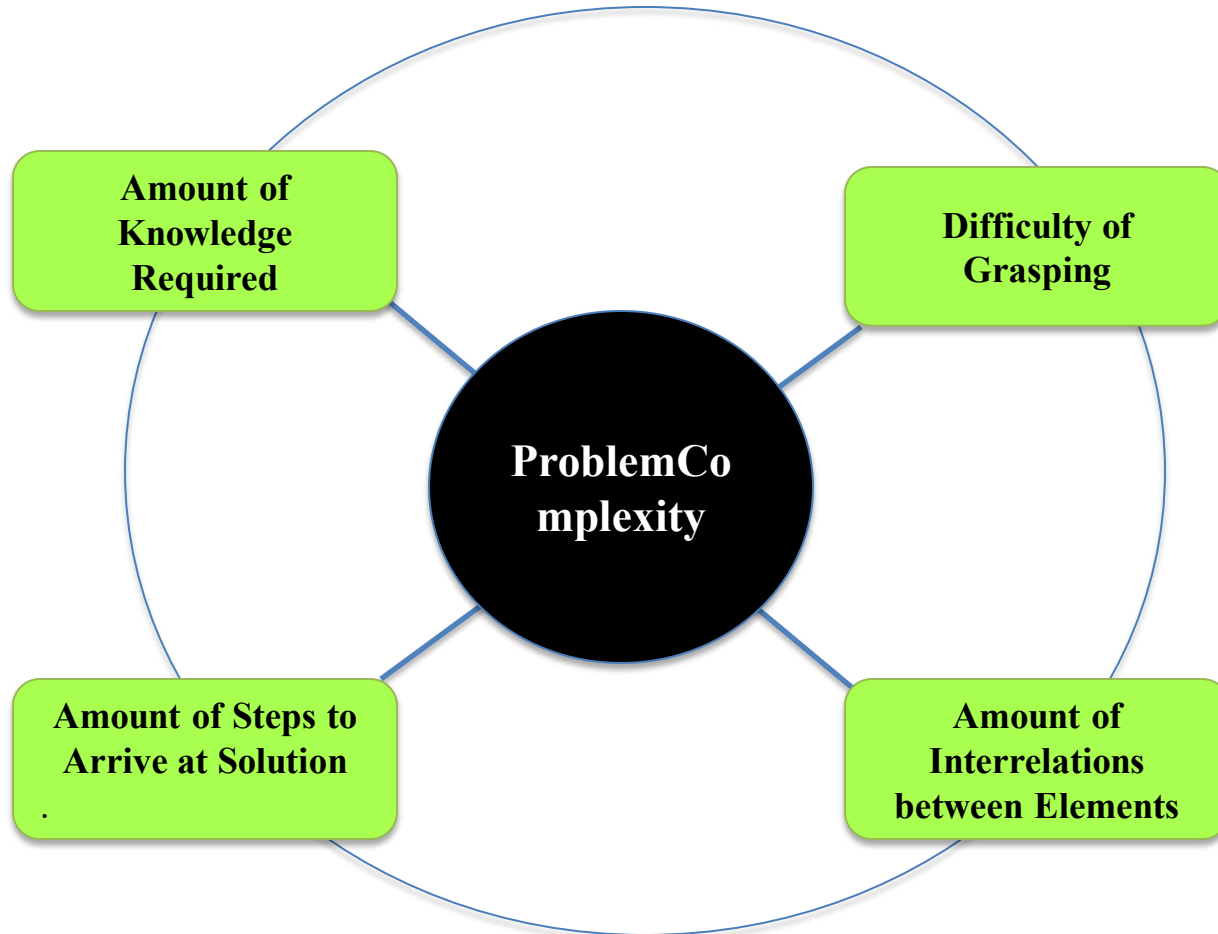 Amount of
Knowledge
Required
Difficulty of
Grasping
ProblemCo
mplexity
Amount of Steps to
Arrive at Solution
.
Amount of
Interrelations
between Elements